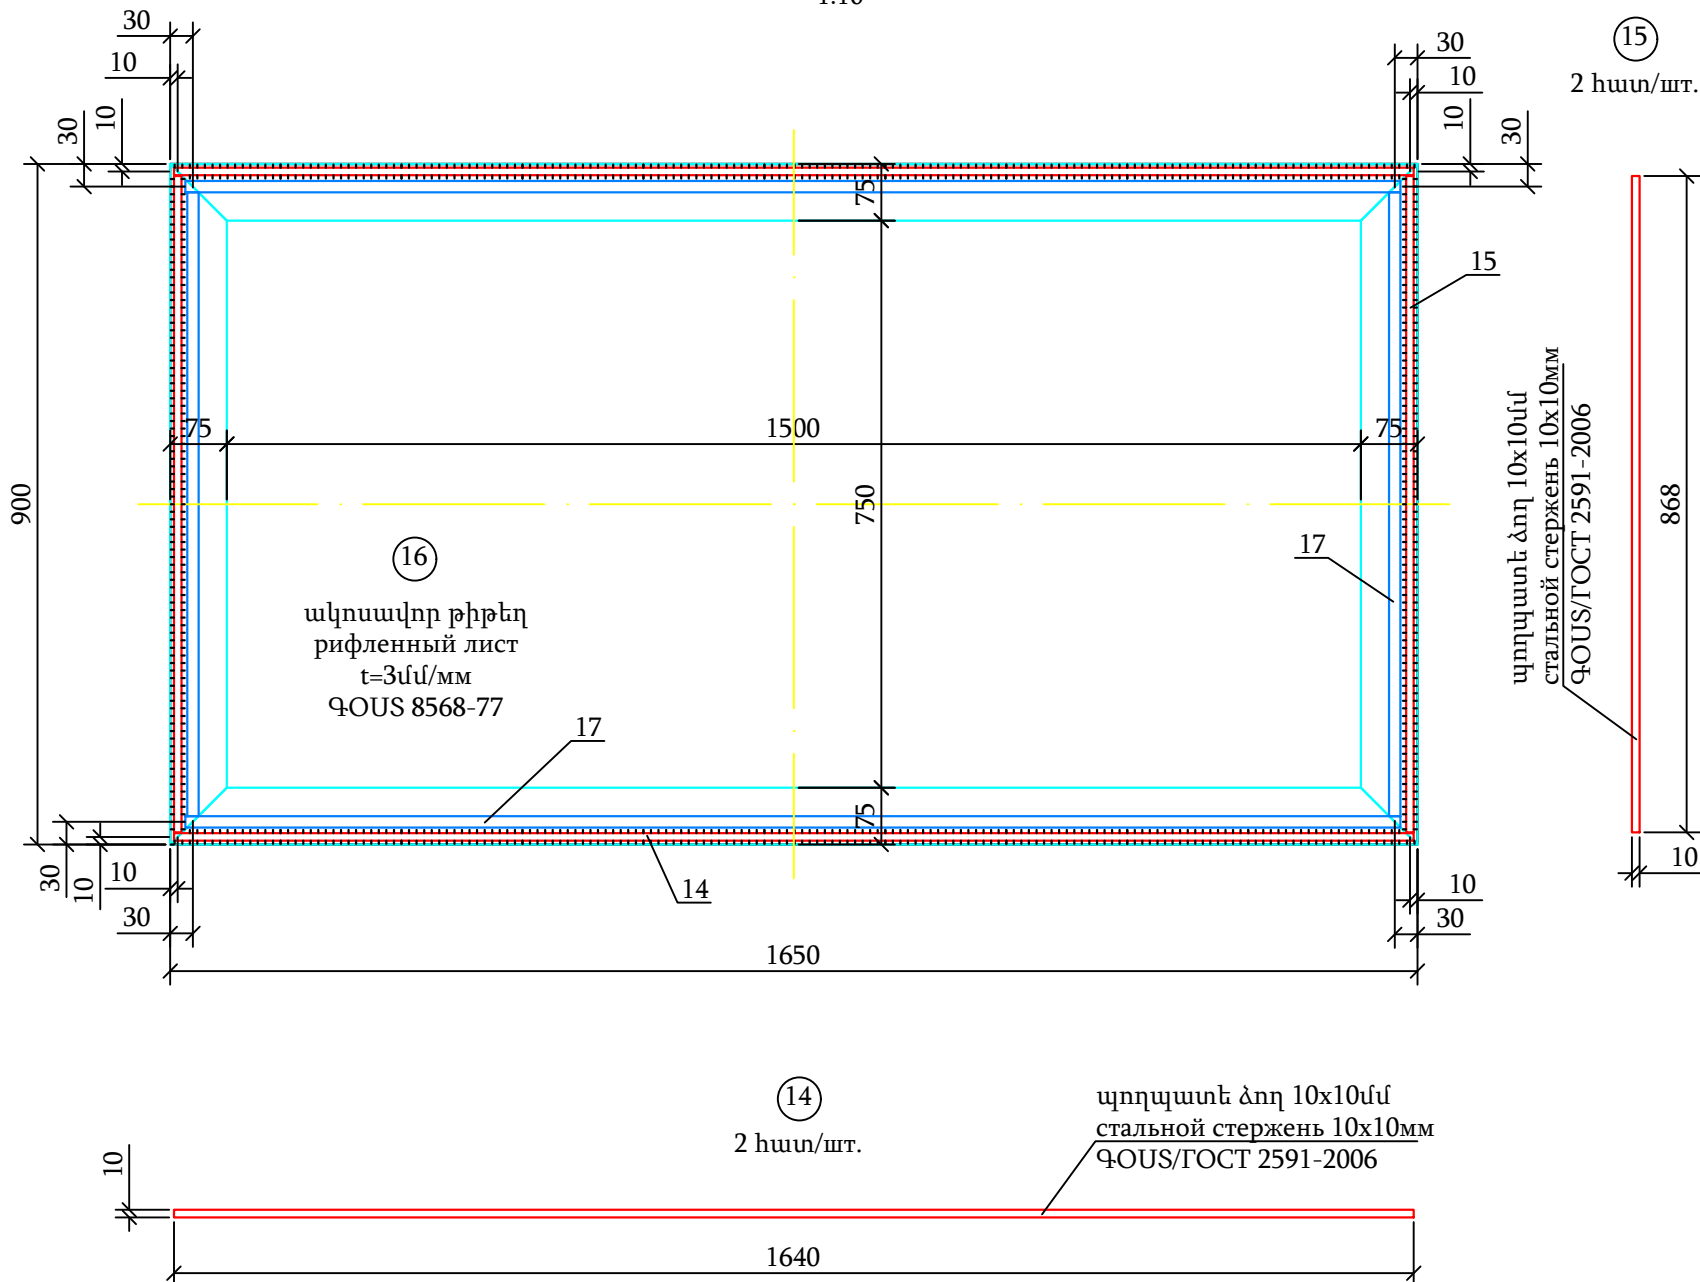 30
10
10
30
30
10
10
30
15
2 հատ/шт.
75
15
75
1500
75
900
750
16
ակոսավոր թիթեղ
рифленный лист
t=3մմ/мм
ԳՕՍՏ 8568-77
17
17
պողպատե ձող 10x10մմ
стальной стержень 10x10мм
ԳՕՍՏ/ГОСТ 2591-2006
868
10
75
14
30
10
10
30
10
30
1650
14
2 հատ/шт.
պողպատե ձող 10x10մմ
стальной стержень 10x10мм
ԳՕՍՏ/ГОСТ 2591-2006
10
1640